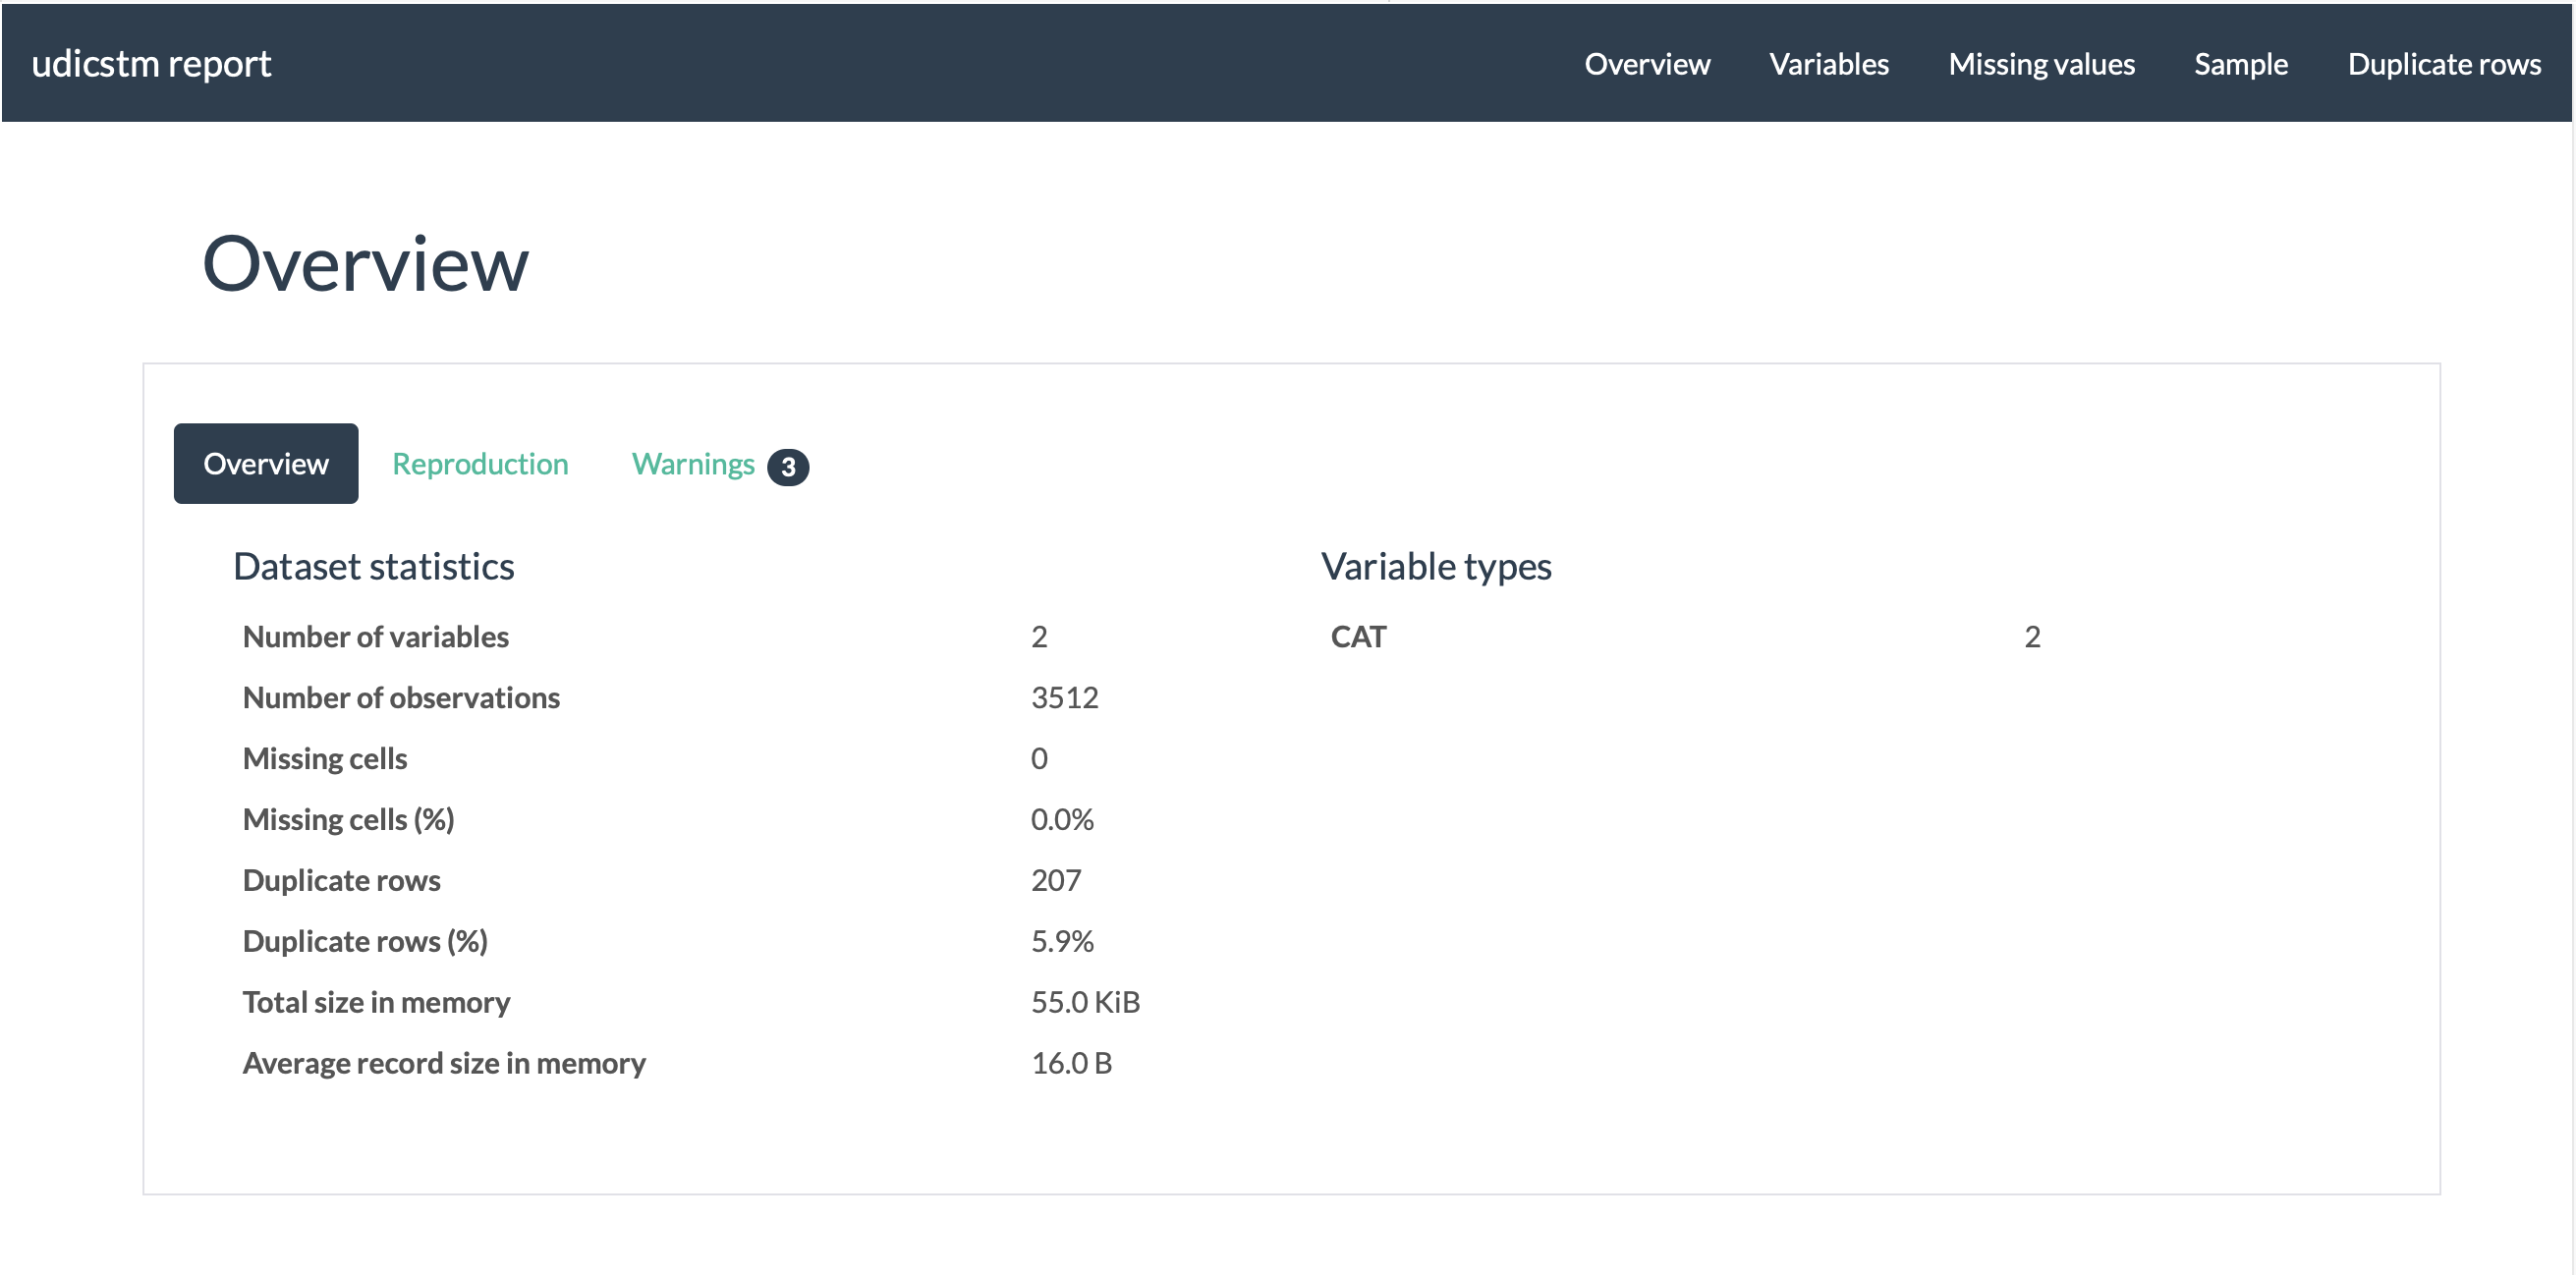 udicstm report
Overview Variables Missing values Sample Duplicate rows
Overview
Overview Reproduction Warnings 3
Dataset statistics
Number of variables 2
Number of observations 3512
Missing cells 0
Missing cells (%) 0.0%
Duplicate rows 207
Duplicate rows (%) 5.9%
Total size in memory 55.0 KiB
Average record size in memory 16.0 B
Variable types
CAT 2